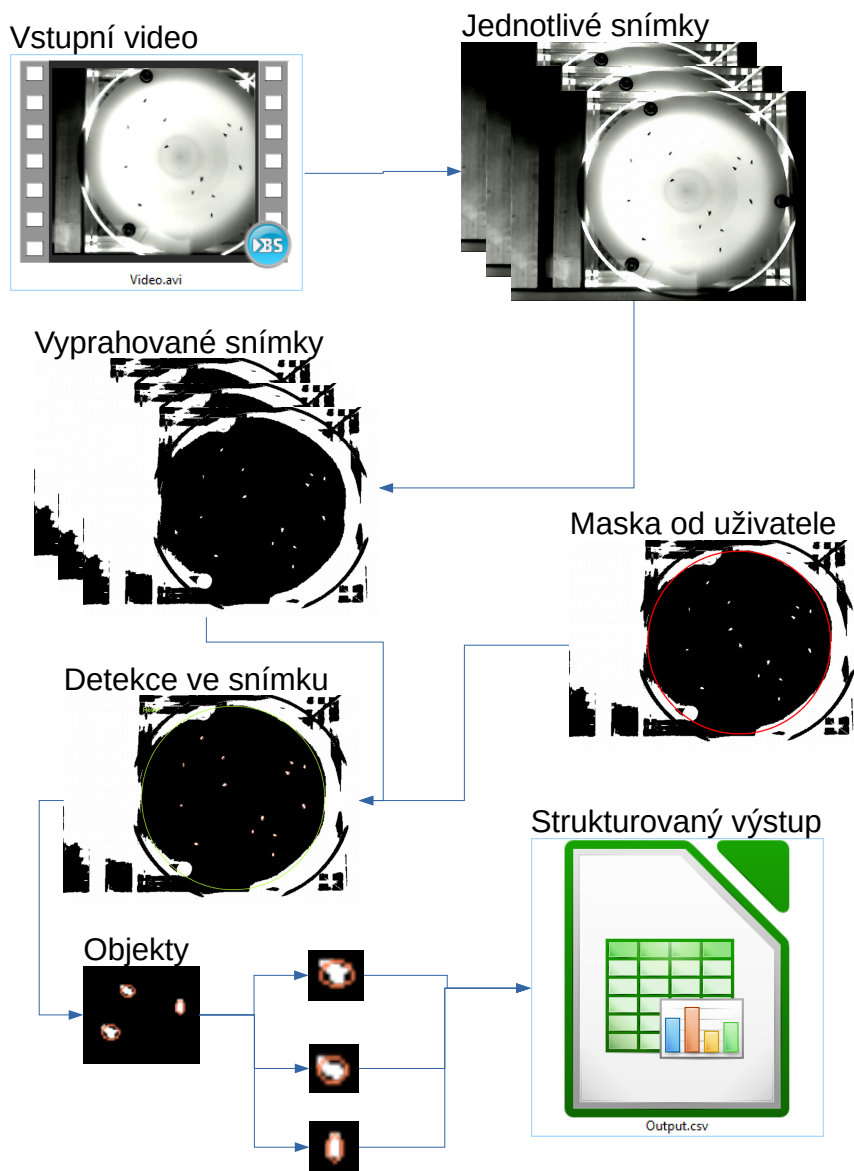 Vstupní video
Jednotlivé snímky
BS
Video.avi
Vyprahované snímky
Maska od uživatele
Detekce ve snímku
Strukturovaný výstup
Objekty
Output.csv